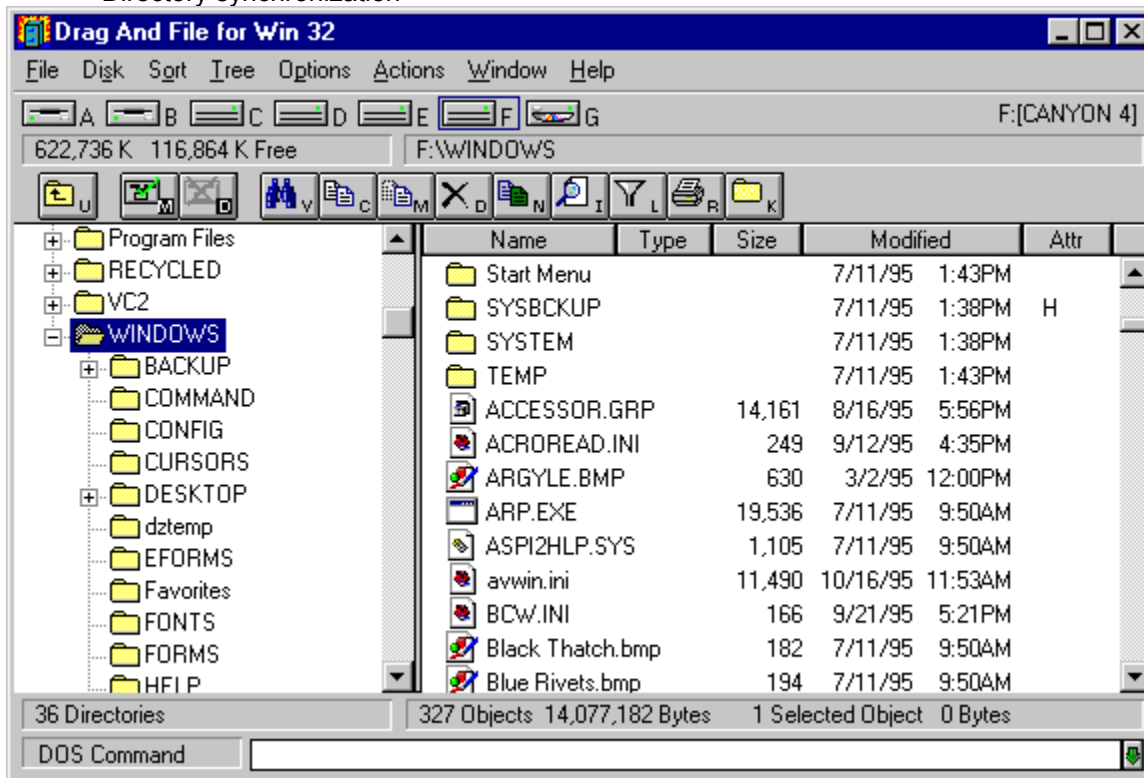 Directory synchronization
Drag And File for Win 32
File Disk Sort Tree Options Actions Window Help
A B C D E F G F:[CANYON 4]
622,736 K 116,864 K Free F:\WINDOWS
U M D V C M D N I L R K
Program Files
RECYCLED
VC2
WINDOWS
BACKUP
COMMAND
CONFIG
CURSORS
DESKTOP
dztemp
EFORMS
Favorites
FONTS
FORMS
HELP
Name Type Size Modified Attr
Start Menu 7/11/95 1:43PM
SYSBCKUP 7/11/95 1:38PM H
SYSTEM 7/11/95 1:38PM
TEMP 7/11/95 1:43PM
ACCESSOR.GRP 14,161 8/16/95 5:56PM
ACROREAD.INI 249 9/12/95 4:35PM
ARGYLE.BMP 630 3/2/95 12:00PM
ARP.EXE 19,536 7/11/95 9:50AM
ASPI2HLP.SYS 1,105 7/11/95 9:50AM
avwin.ini 11,490 10/16/95 11:53AM
BCW.INI 166 9/21/95 5:21PM
Black Thatch.bmp 182 7/11/95 9:50AM
Blue Rivets.bmp 194 7/11/95 9:50AM
36 Directories 327 Objects 14,077,182 Bytes 1 Selected Object 0 Bytes
DOS Command